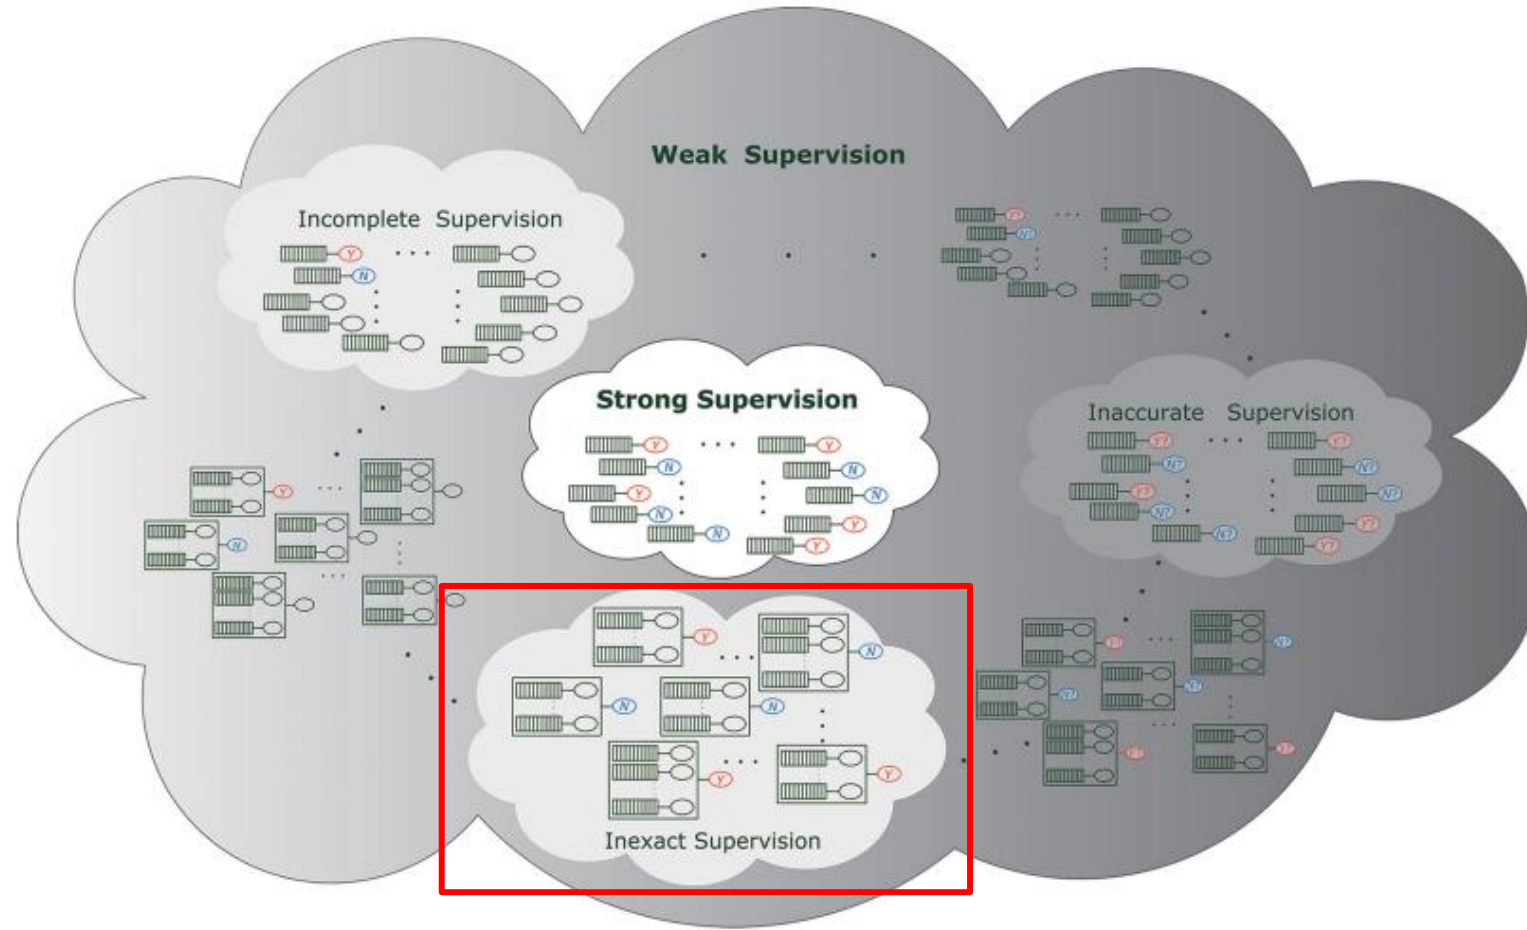 Weak Supervision
Incomplete Supervision
Y
N
Y?
N?
Strong Supervision
Y
Y
N
N
Y
N
N
Y
N
Y
Inaccurate Supervision
Y?
Y?
N?
N?
Y?
N?
N?
Y?
N?
Y?
Y
N
Y
N
N
N
Y
Y
Inexact Supervision
Y?
N?
N?
N?
Y?
Y?